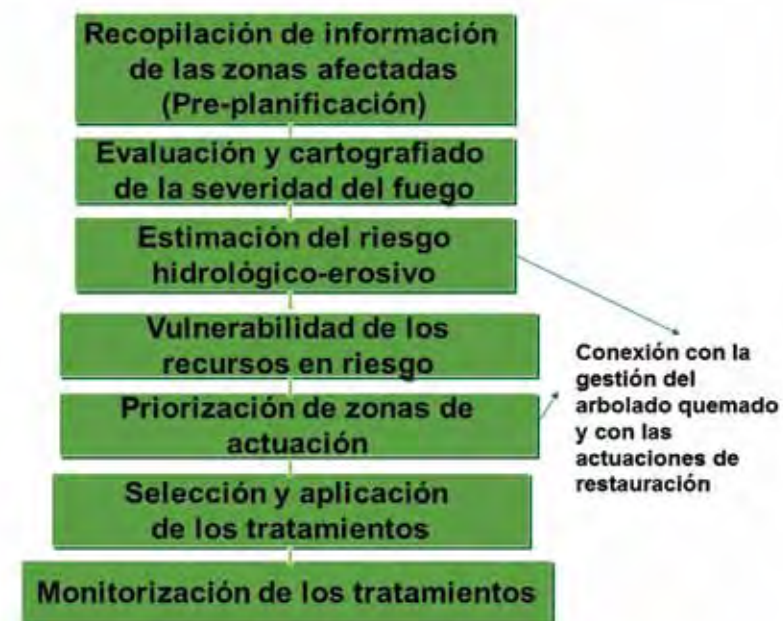 Recopilación de información
de las zonas afectadas
(Pre-planificación)
Evaluación y cartografiado
de la severidad del fuego
Estimación del riesgo
hidrológico-erosivo
Vulnerabilidad de los
recursos en riesgo
Priorización de zonas de
actuación
Selección y aplicación
de los tratamientos
Monitorización de los tratamientos
Conexión con la
gestión del
arbolado quemado
y con las
actuaciones de
restauración